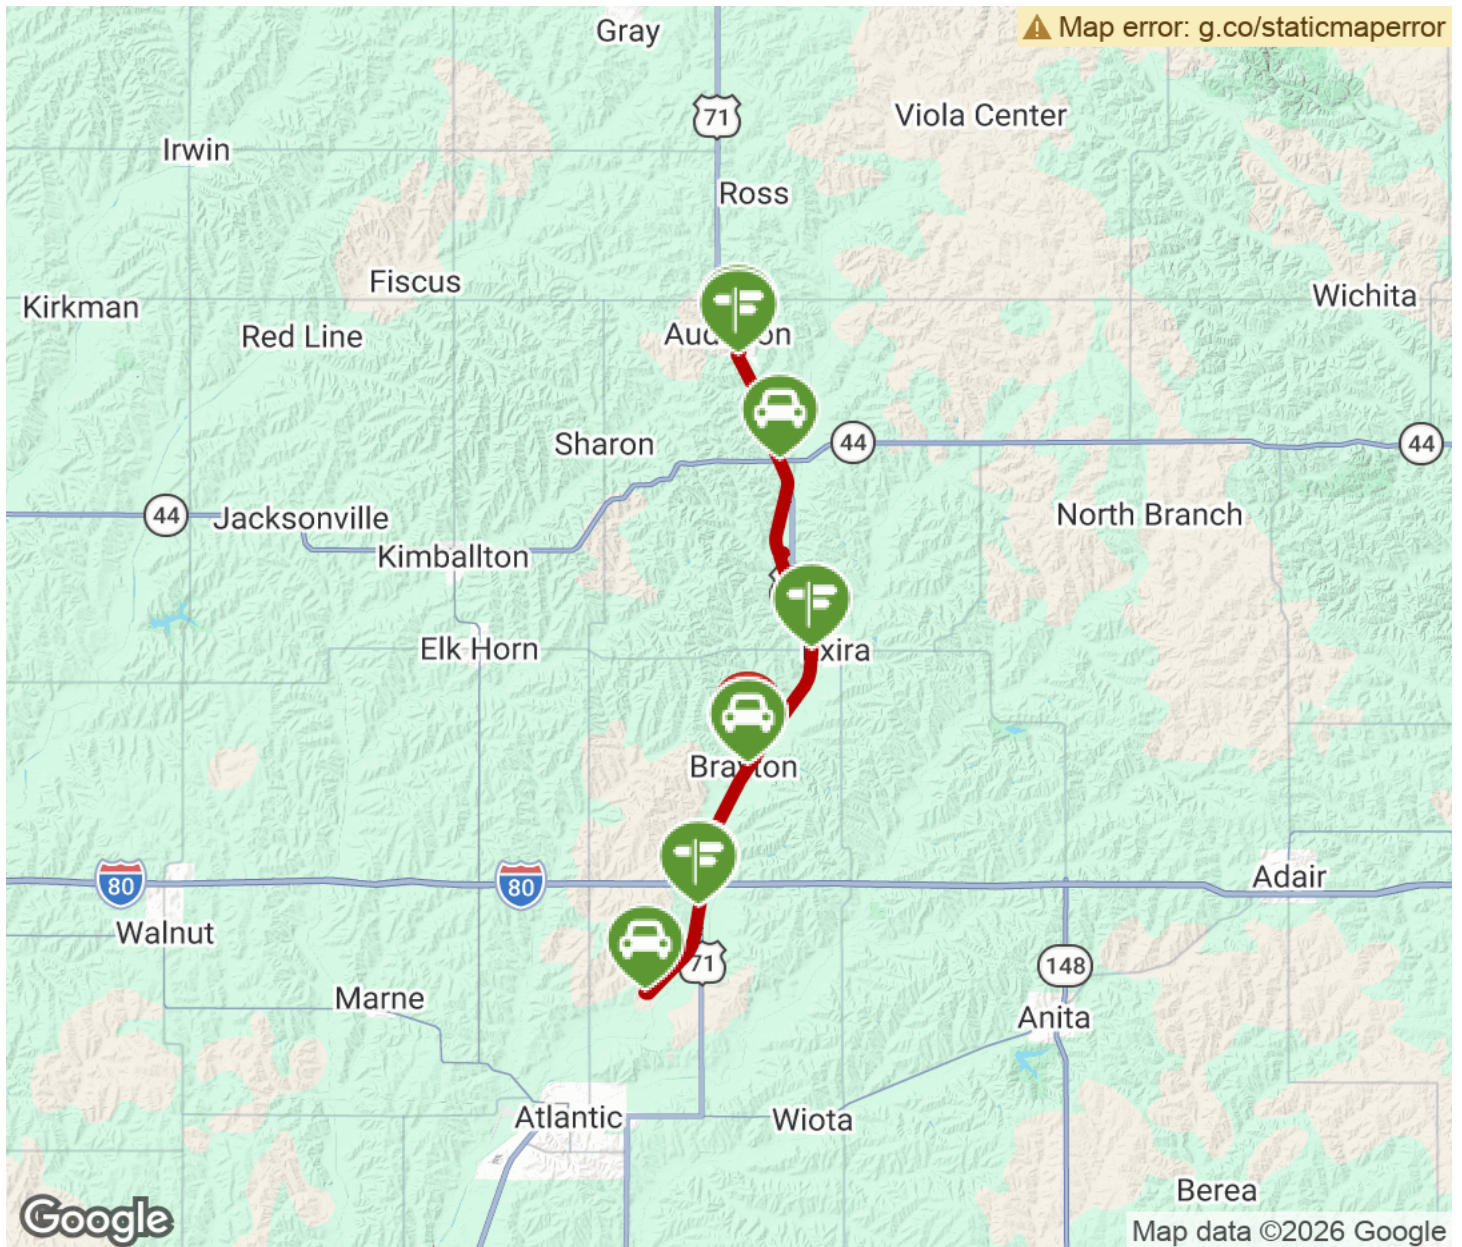 Gray
Map error: g.co/staticmaperror
71
Viola Center
Irwin
Ross
Fiscus
Kirkman
Wichita
Red Line
Sharon
44
44
44
Jacksonville
North Branch
Kimballton
Elk Horn
80
80
Adair
Walnut
71
148
Marne
Anita
Atlantic
Wiota
Berea
Google
Map data ©2026 Google